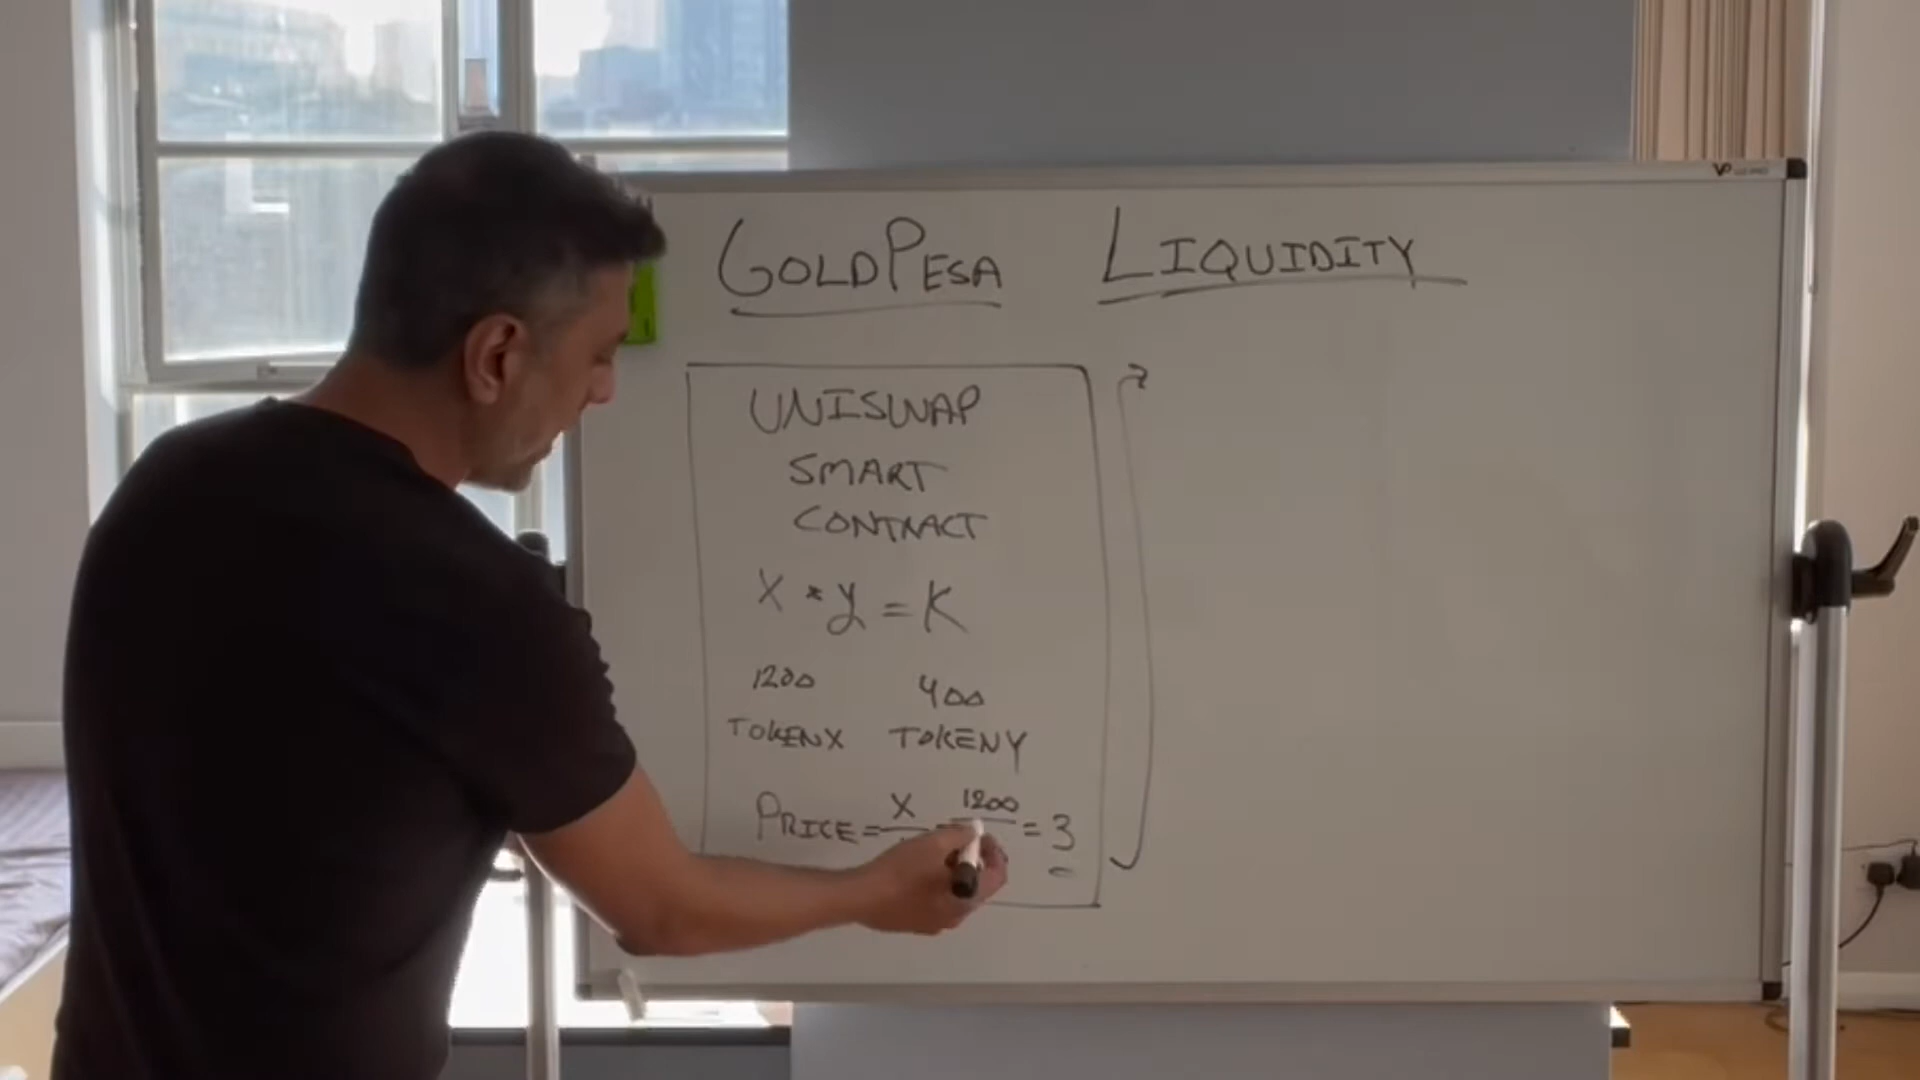 GOLDPESA LIQUIDITY
UNISWAP
SMART
CONTRACT
X * Y = K
1200 400
TOKENX TOKENY
PRICE = X = 1200 = 3